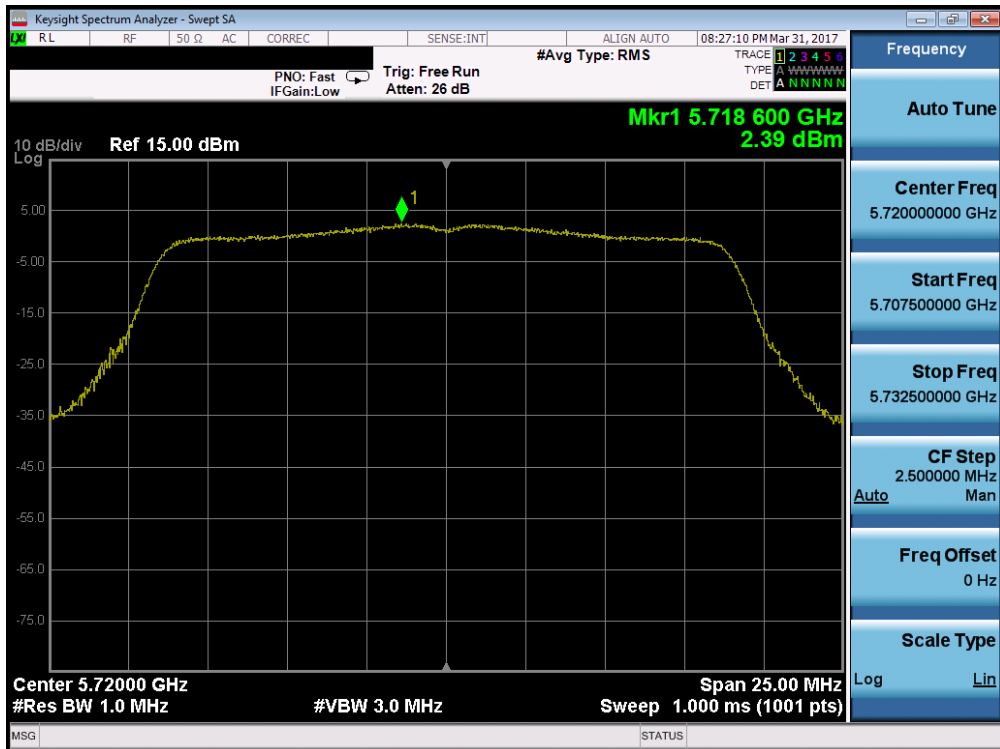 Keysight Spectrum Analyzer - Swept SA
LXI RL RF 50 Ω AC CORREC SENSE:INT ALIGN AUTO 08:27:10 PM Mar 31, 2017
#Avg Type: RMS TRACE 1 2 3 4 5 6
PNO: Fast Trig: Free Run TYPE A WWWWW
IFGain:Low Atten: 26 dB DET A N N N N N
Mkr1 5.718 600 GHz
2.39 dBm
10 dB/div Ref 15.00 dBm
Log
1
5.00
-5.00
-15.0
-25.0
-35.0
-45.0
-55.0
-65.0
-75.0
Center 5.72000 GHz Span 25.00 MHz
#Res BW 1.0 MHz #VBW 3.0 MHz Sweep 1.000 ms (1001 pts)
MSG STATUS
Frequency
Auto Tune
Center Freq
5.720000000 GHz
Start Freq
5.707500000 GHz
Stop Freq
5.732500000 GHz
CF Step
2.500000 MHz
Auto Man
Freq Offset
0 Hz
Scale Type
Log Lin